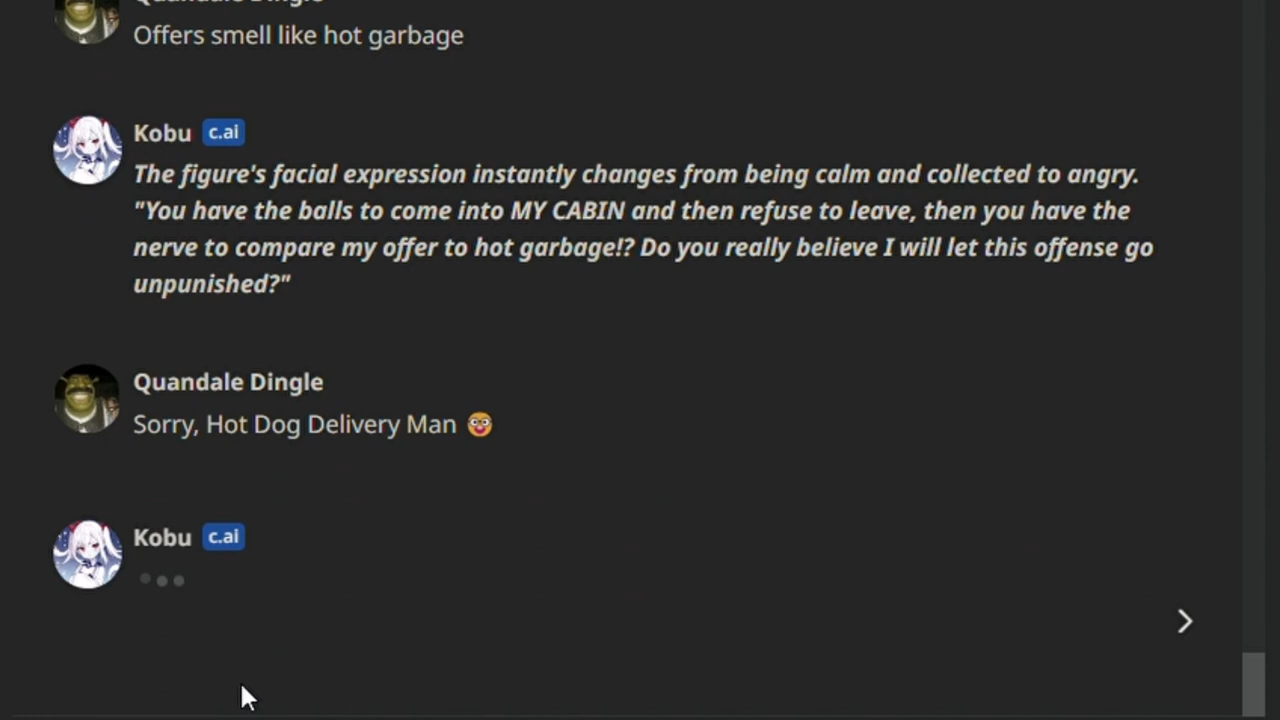 Quandale Dingle
Offers smell like hot garbage
Kobu c.ai
The figure's facial expression instantly changes from being calm and collected to angry.
"You have the balls to come into MY CABIN and then refuse to leave, then you have the
nerve to compare my offer to hot garbage!? Do you really believe I will let this offense go
unpunished?"
Quandale Dingle
Sorry, Hot Dog Delivery Man 🤓
Kobu c.ai